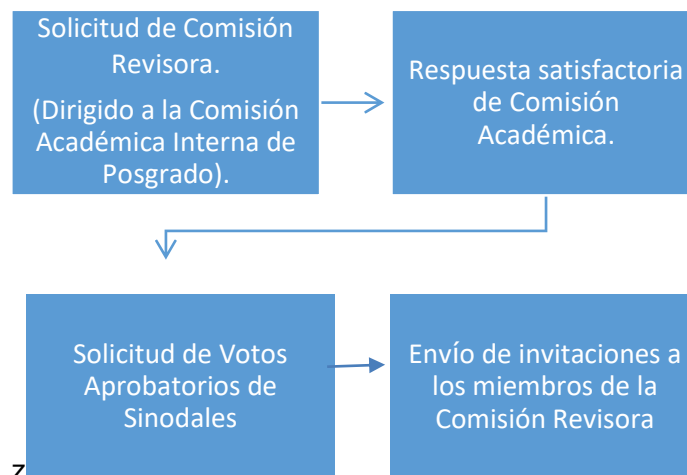 Solicitud de Comisión
Revisora.
(Dirigido a la Comisión
Académica Interna de
Posgrado).
Respuesta satisfactoria
de Comisión
Académica.
Solicitud de Votos
Aprobatorios de
Sinodales
Envío de invitaciones a
los miembros de la
Comisión Revisora
z